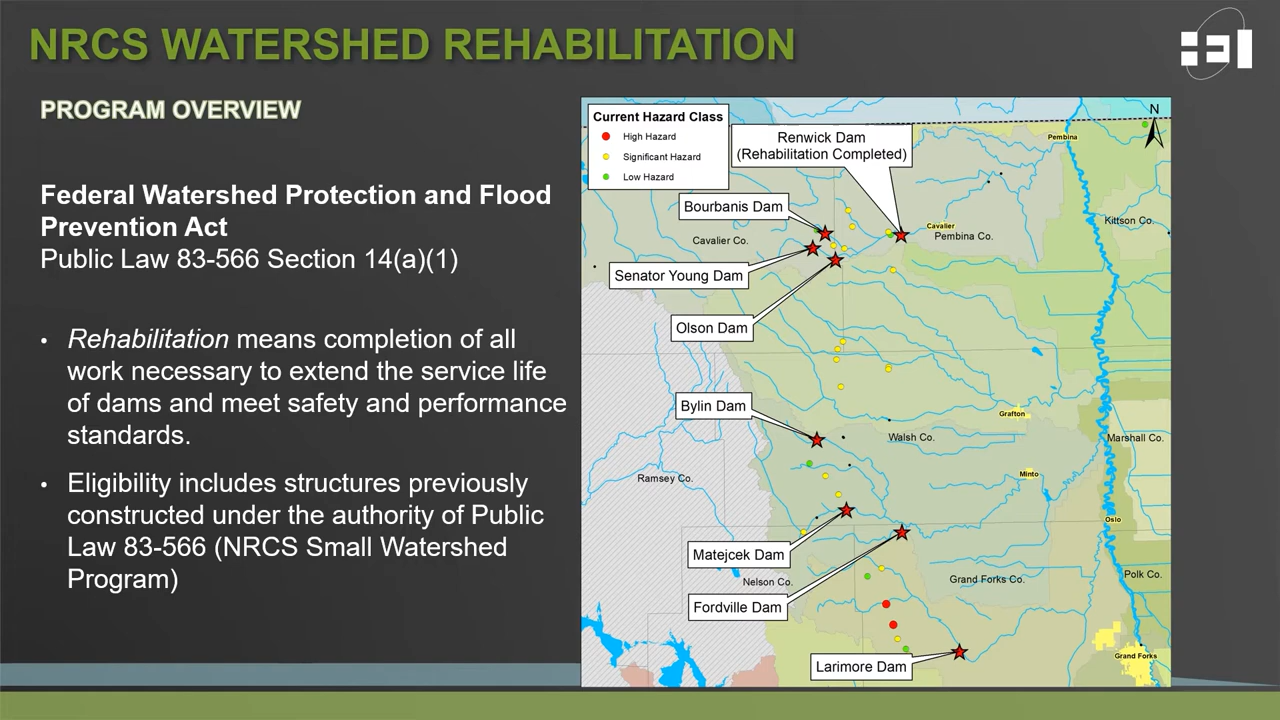 NRCS WATERSHED REHABILITATION
PROGRAM OVERVIEW
Federal Watershed Protection and Flood
Prevention Act
Public Law 83-566 Section 14(a)(1)
• Rehabilitation means completion of all
work necessary to extend the service life
of dams and meet safety and performance
standards.
• Eligibility includes structures previously
constructed under the authority of Public
Law 83-566 (NRCS Small Watershed
Program)
Current Hazard Class
High Hazard
Significant Hazard
Low Hazard
N
Renwick Dam
(Rehabilitation Completed)
Pembina
Bourbanis Dam
Kittson Co.
Cavalier
Cavalier Co.
Pembina Co.
Senator Young Dam
Olson Dam
Bylin Dam
Grafton
Walsh Co.
Marshall Co.
Ramsey Co.
Minto
Oslo
Matejcek Dam
Nelson Co.
Grand Forks Co.
Polk Co.
Fordville Dam
Larimore Dam
Grand Forks